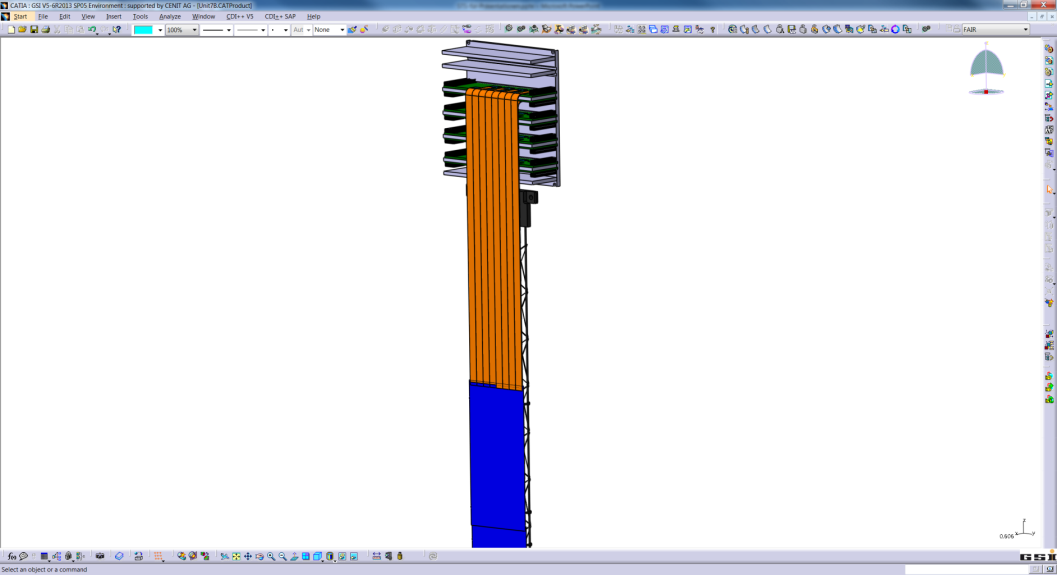 CATIA : GSI V5-6R2013 SP05 Environment : supported by CENIT AG - [Unit7B.CATProduct]
Start File Edit View Insert Tools Analyze Window CDI++ V5 CDI++ SAP Help
100% Aut None FAIR
z
y
x
0.606
f(x)
GSI
Select an object or a command